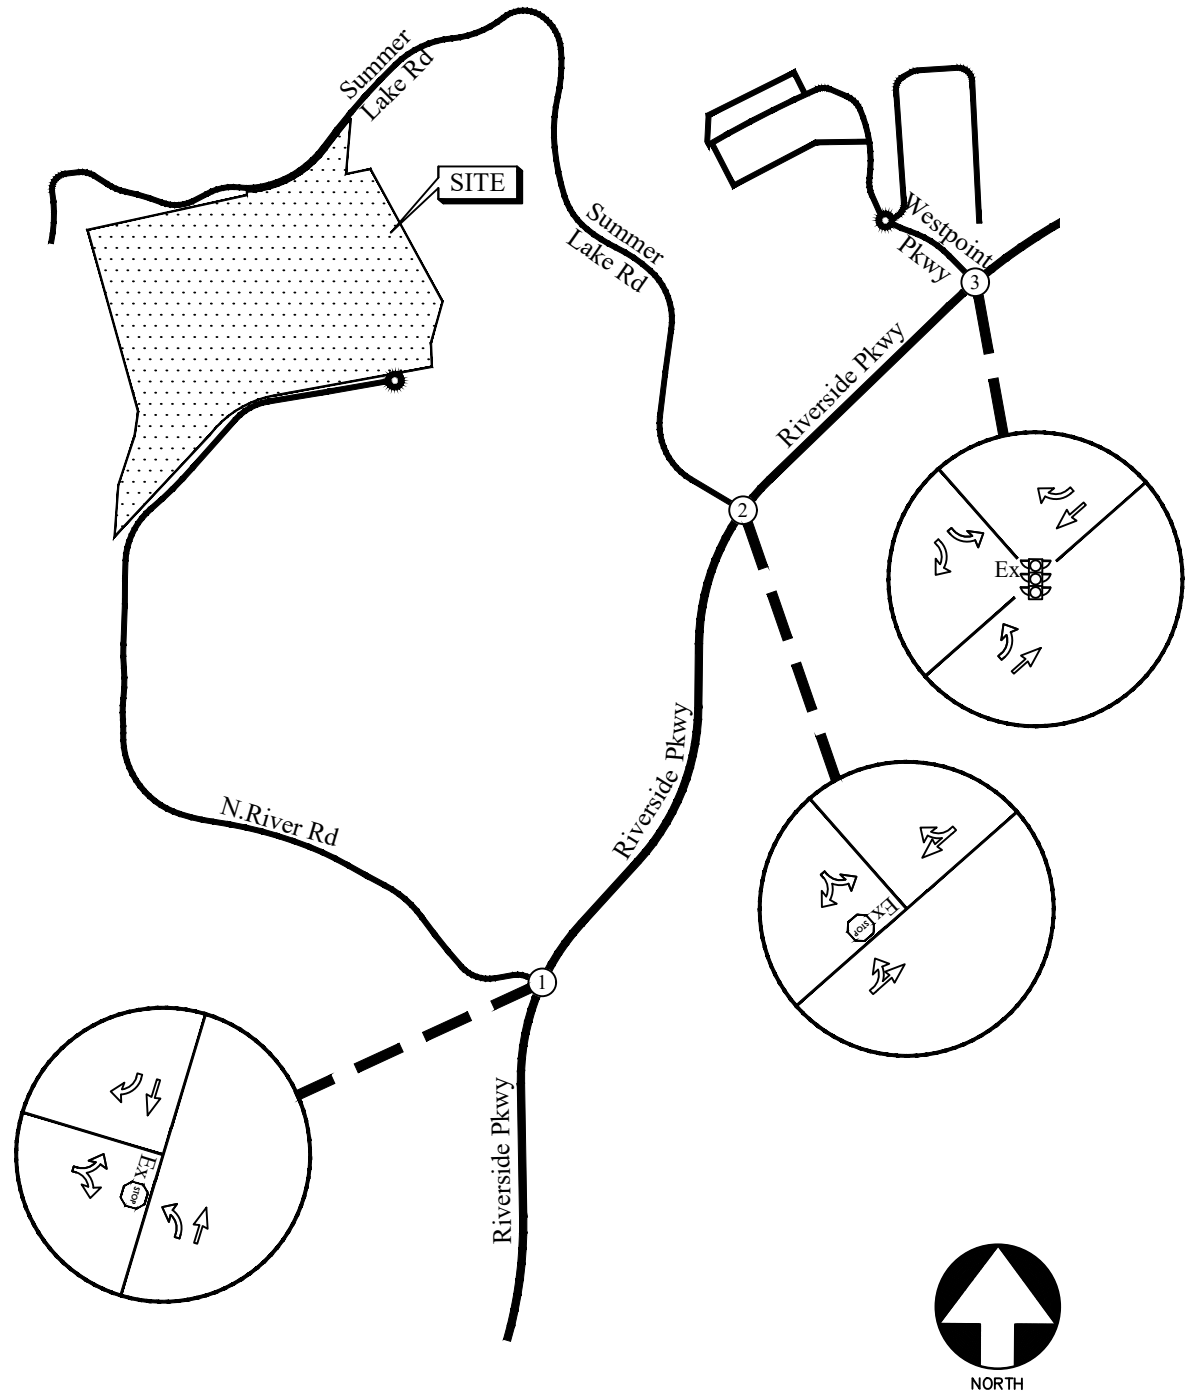 Summer
Lake Rd
SITE
Summer
Lake Rd
Westpoint
Pkwy
3
Riverside Pkwy
2
Ex
Riverside Pkwy
N.River Rd
Ex
STOP
1
Riverside Pkwy
Ex
STOP
NORTH